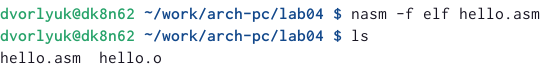 dvorlyuk@dk8n62 ~/work/arch-pc/lab04 $ nasm -f elf hello.asm
dvorlyuk@dk8n62 ~/work/arch-pc/lab04 $ ls
hello.asm  hello.o